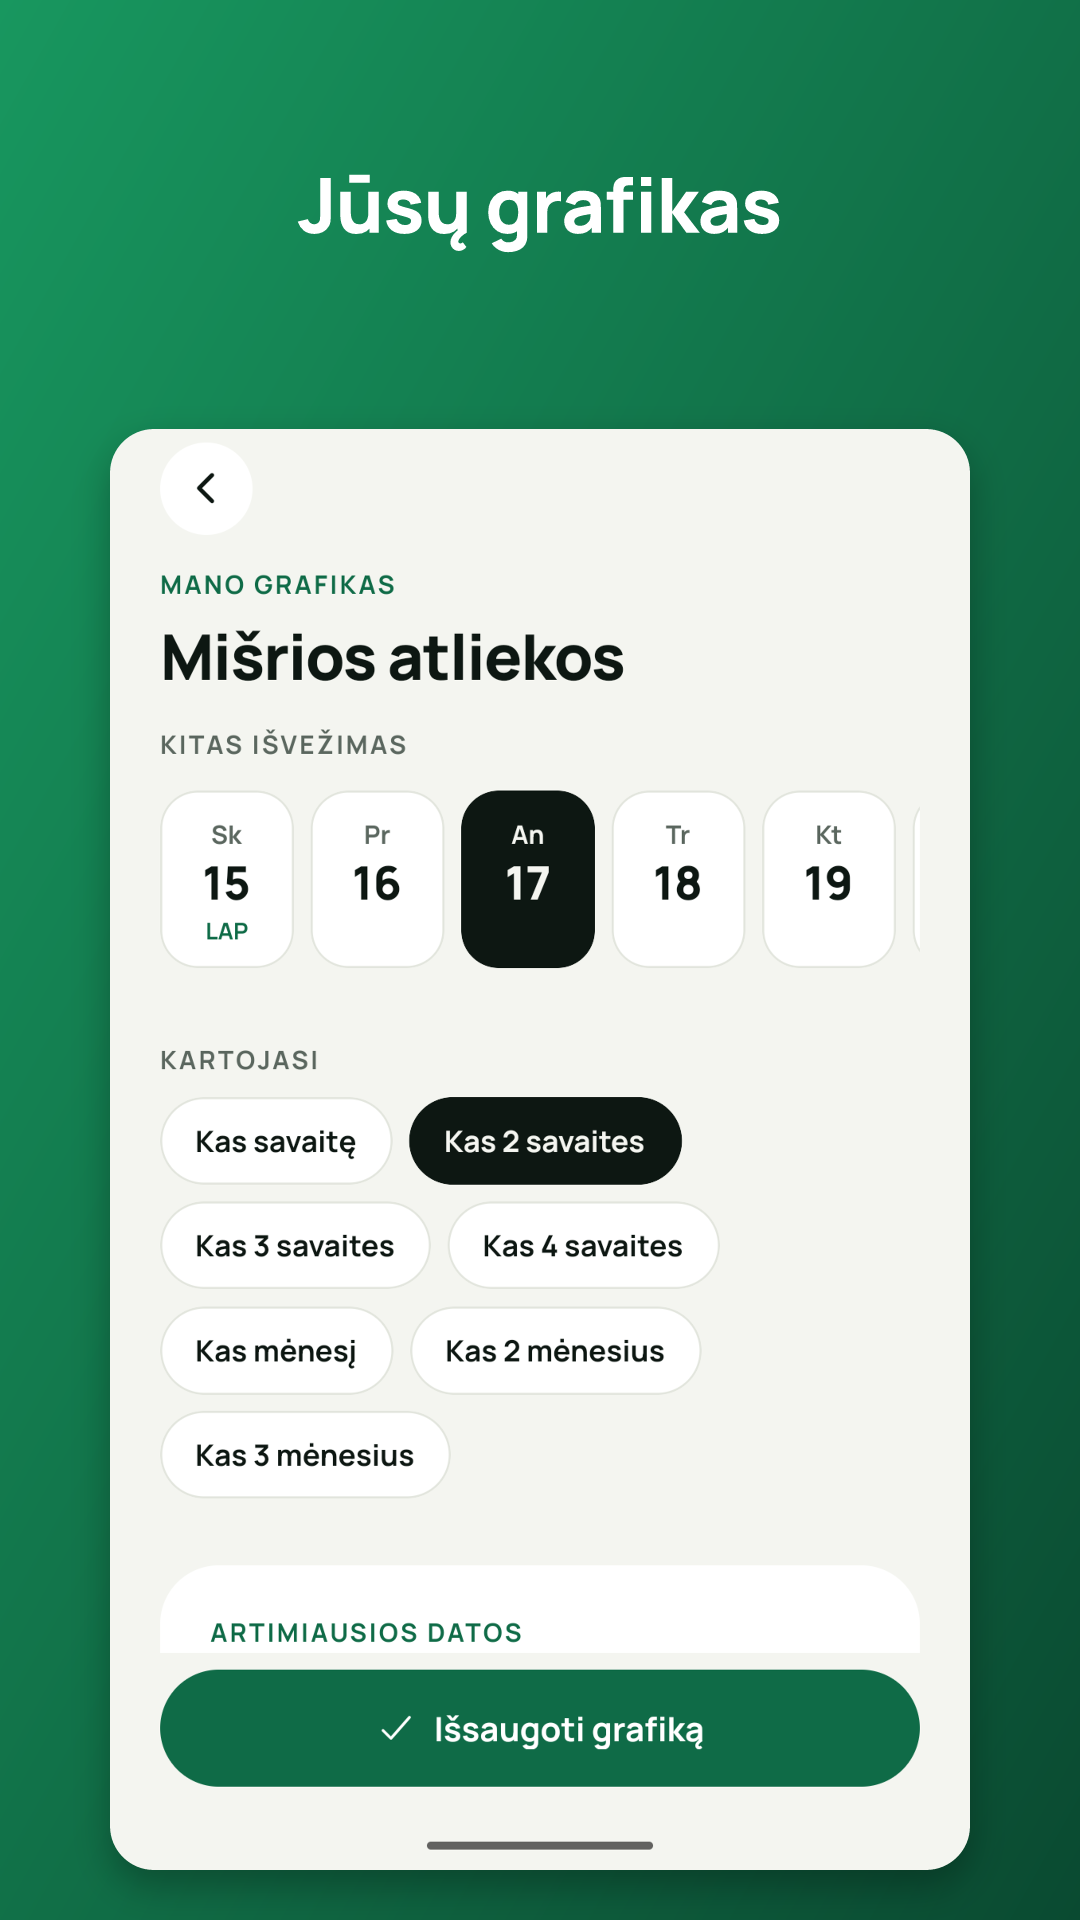 Jūsų grafikas
MANO GRAFIKAS
Mišrios atliekos
KITAS IŠVEŽIMAS
Sk Pr An Tr Kt
15 16 17 18 19
LAP
KARTOJASI
Kas savaitę Kas 2 savaites
Kas 3 savaites Kas 4 savaites
Kas mėnesį Kas 2 mėnesius
Kas 3 mėnesius
ARTIMIAUSIOS DATOS
Išsaugoti grafiką